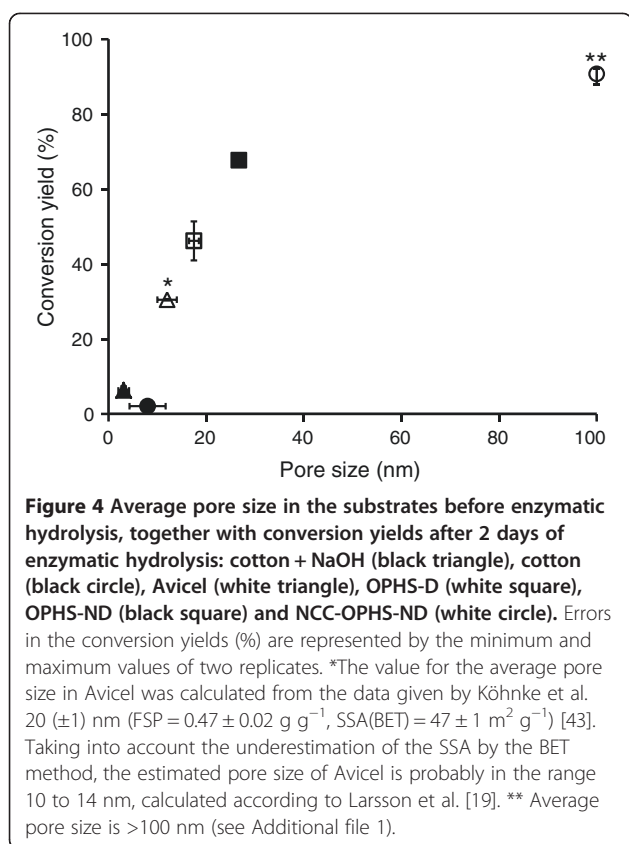 100
80
60
40
20
0
Conversion yield (%)
**
*
0
20
40
60
80
100
Pore size (nm)
Figure 4 Average pore size in the substrates before enzymatic
hydrolysis, together with conversion yields after 2 days of
enzymatic hydrolysis: cotton + NaOH (black triangle), cotton
(black circle), Avicel (white triangle), OPHS-D (white square),
OPHS-ND (black square) and NCC-OPHS-ND (white circle). Errors
in the conversion yields (%) are represented by the minimum and
maximum values of two replicates. *The value for the average pore
size in Avicel was calculated from the data given by Köhnke et al.
20 (±1) nm (FSP = 0.47 ± 0.02 g g⁻¹, SSA(BET) = 47 ± 1 m² g⁻¹) [43].
Taking into account the underestimation of the SSA by the BET
method, the estimated pore size of Avicel is probably in the range
10 to 14 nm, calculated according to Larsson et al. [19]. ** Average
pore size is >100 nm (see Additional file 1).